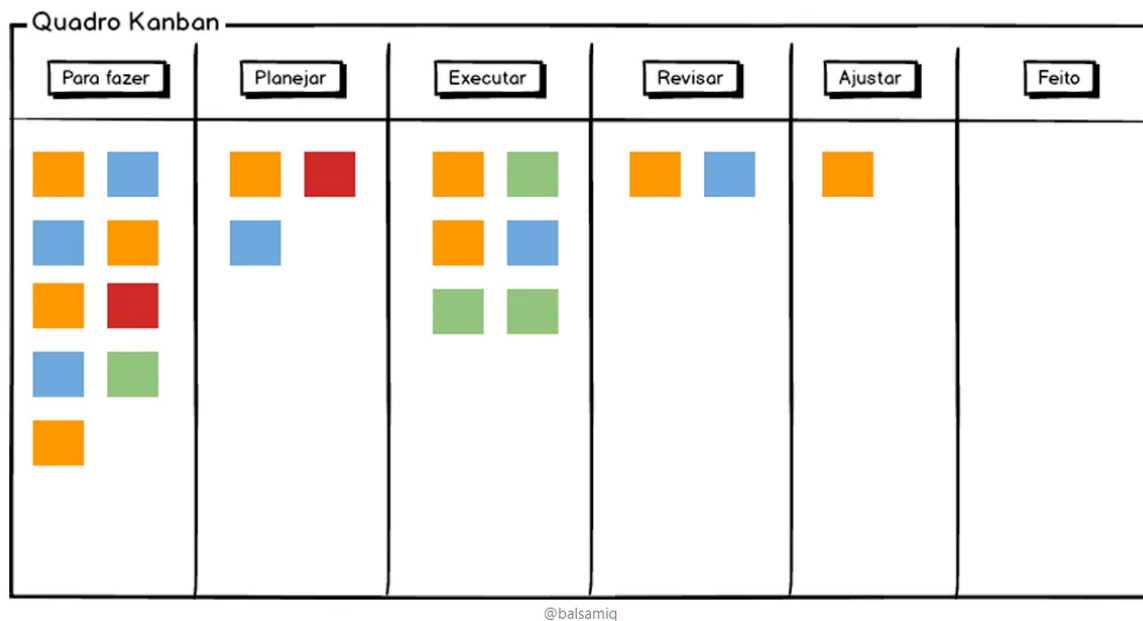 Quadro Kanban
Para fazer
Planejar
Executar
Revisar
Ajustar
Feito
@balsamiq